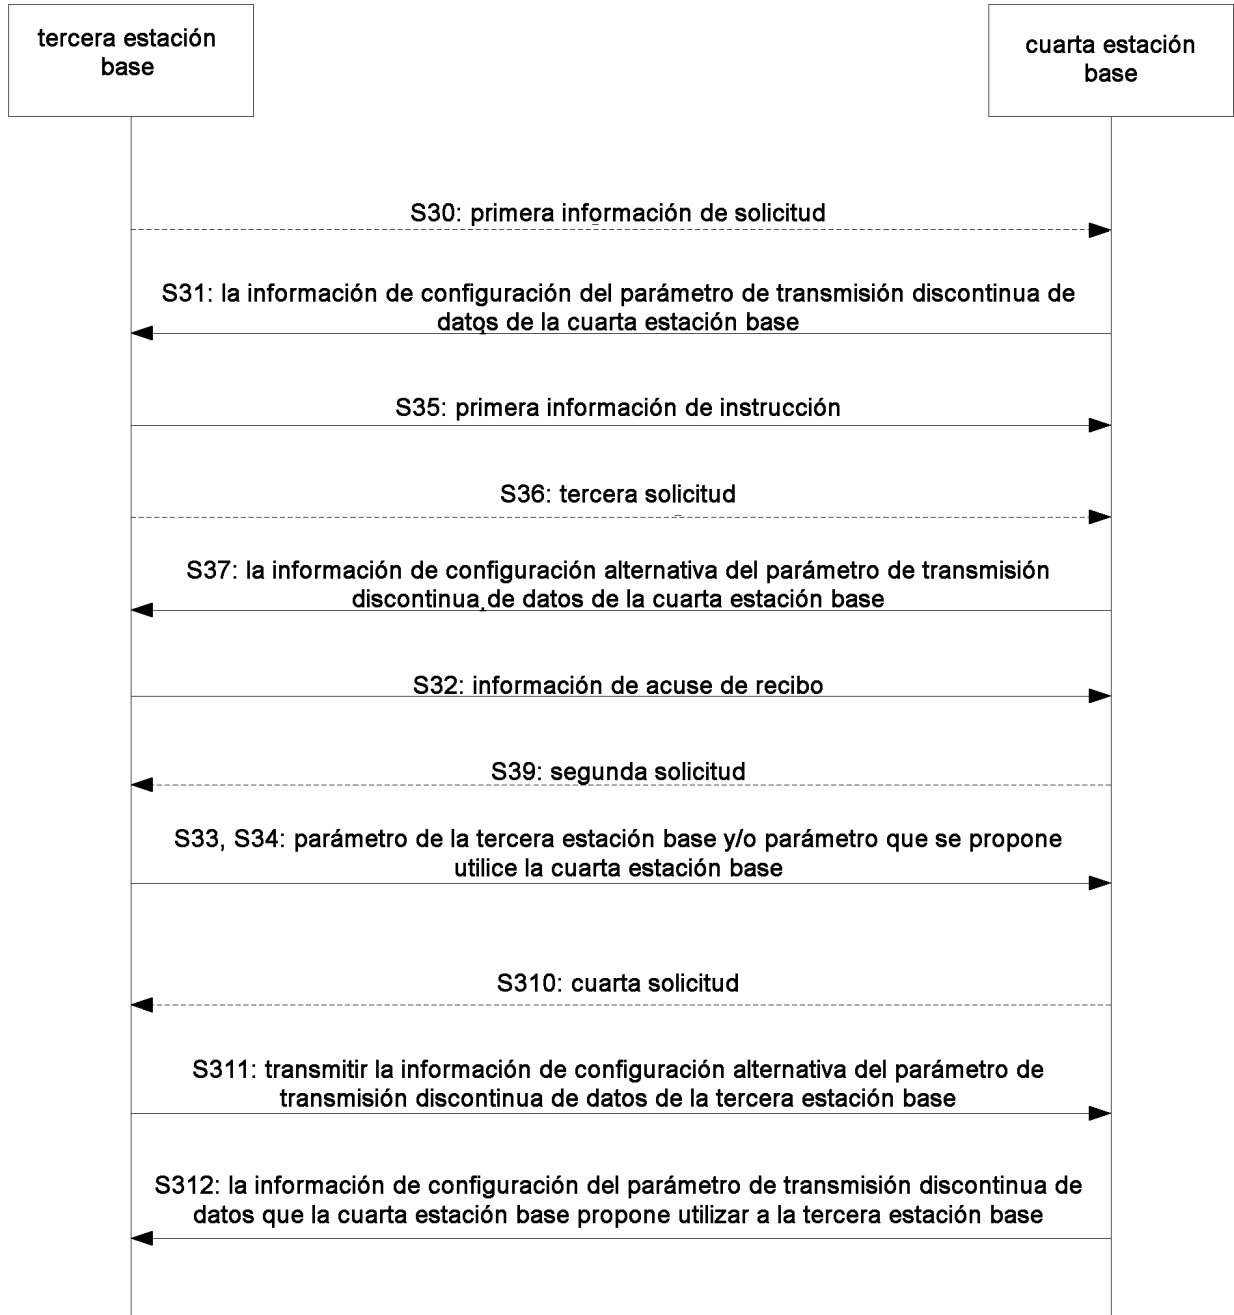 tercera estación
base
cuarta estación
base
S30: primera información de solicitud
S31: la información de configuración del parámetro de transmisión discontinua de
datos de la cuarta estación base
S35: primera información de instrucción
S36: tercera solicitud
S37: la información de configuración alternativa del parámetro de transmisión
discontinua de datos de la cuarta estación base
S32: información de acuse de recibo
S39: segunda solicitud
S33, S34: parámetro de la tercera estación base y/o parámetro que se propone
utilice la cuarta estación base
S310: cuarta solicitud
S311: transmitir la información de configuración alternativa del parámetro de
transmisión discontinua de datos de la tercera estación base
S312: la información de configuración del parámetro de transmisión discontinua de
datos que la cuarta estación base propone utilizar a la tercera estación base